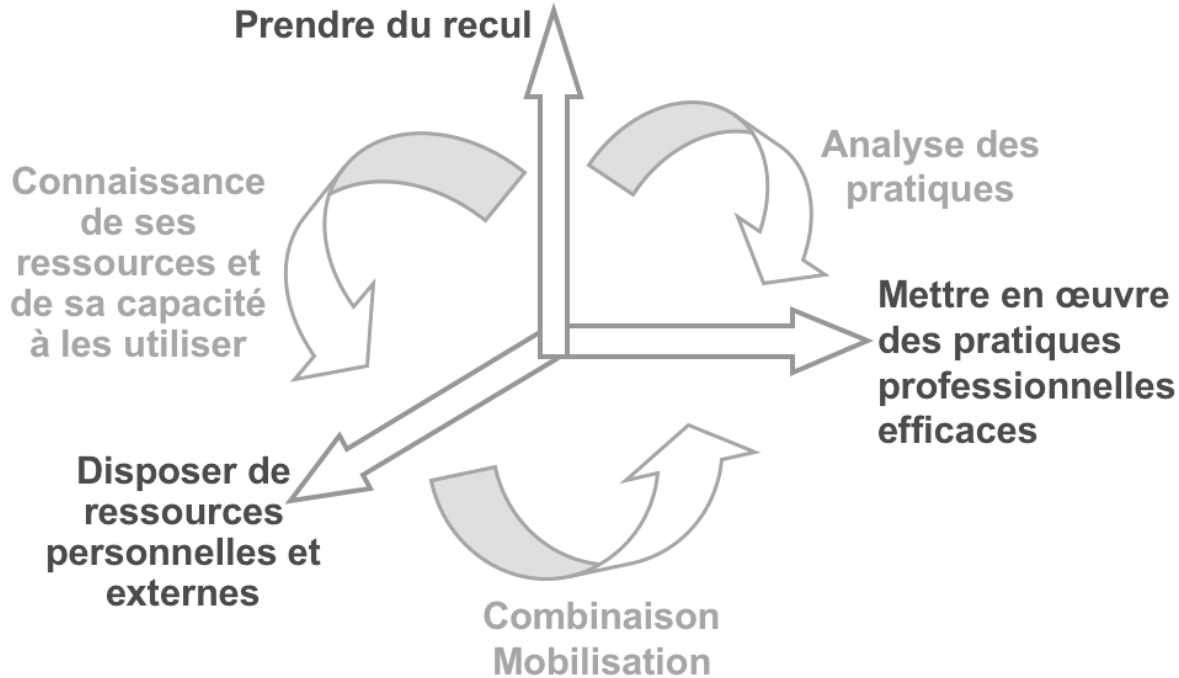 Prendre du recul
Analyse des
pratiques
Connaissance
de ses
ressources et
de sa capacité
à les utiliser
Mettre en œuvre
des pratiques
professionnelles
efficaces
Disposer de
ressources
personnelles et
externes
Combinaison
Mobilisation